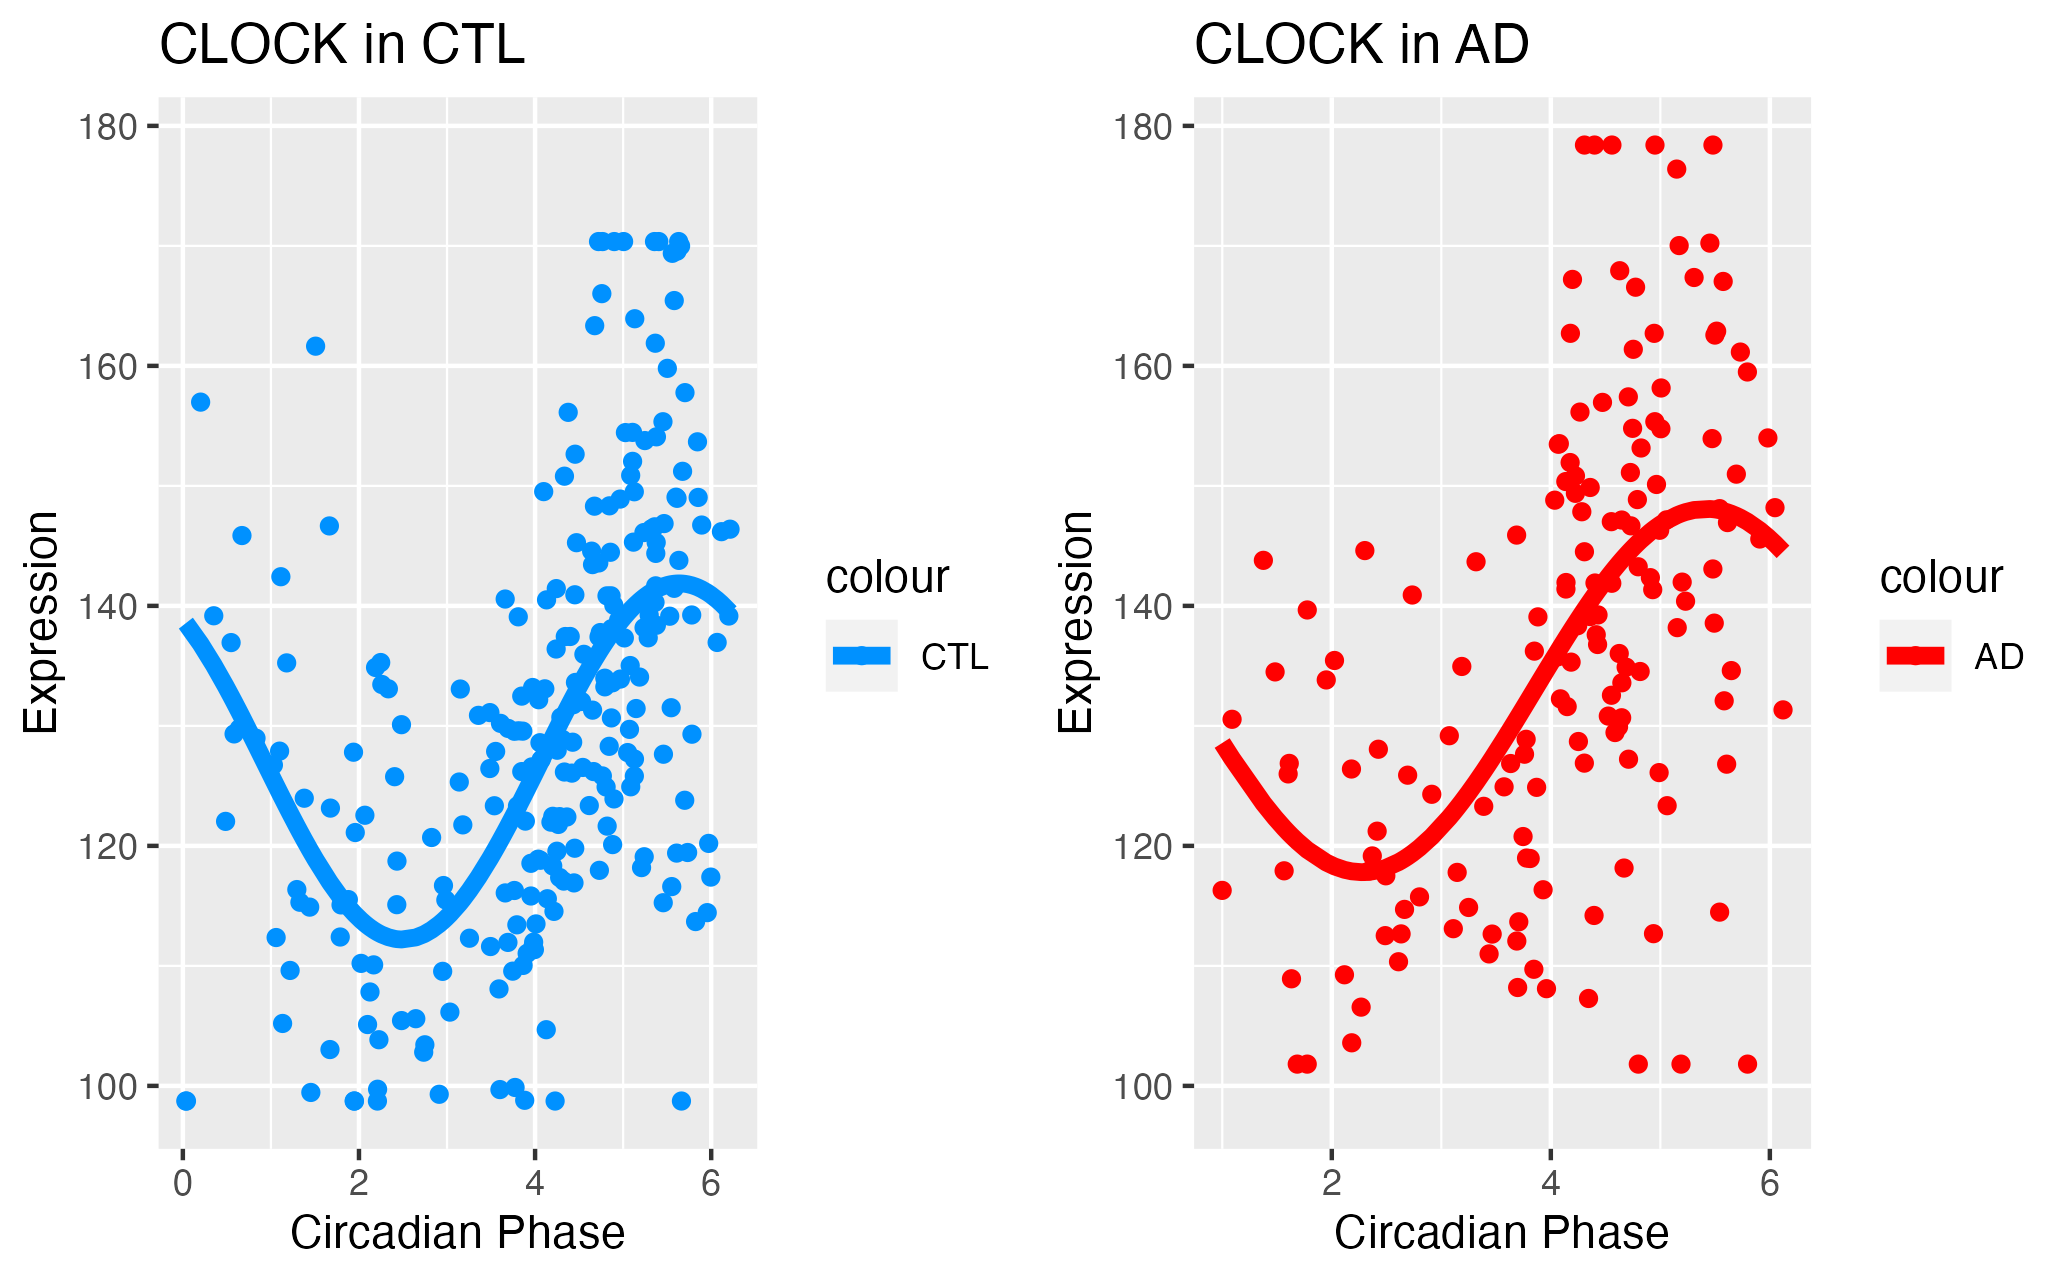 CLOCK in CTL
Expression
180
160
140
120
100
0 2 4 6
Circadian Phase
colour
CTL
CLOCK in AD
Expression
180
160
140
120
100
2 4 6
Circadian Phase
colour
AD